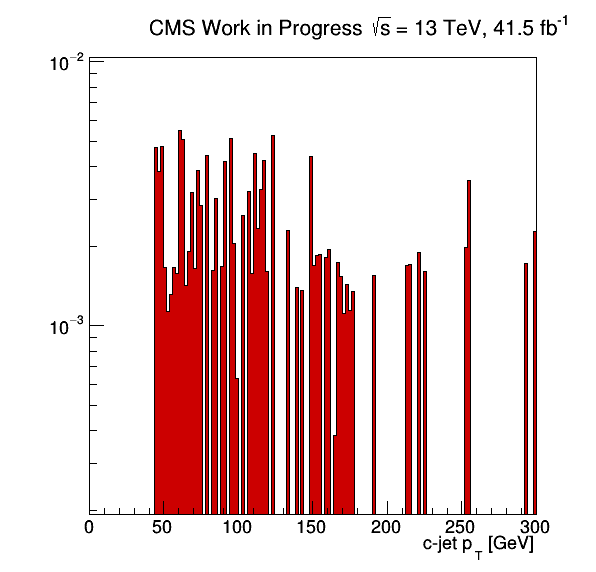 CMS Work in Progress √s = 13 TeV, 41.5 fb⁻¹
10⁻²
10⁻³
0 50 100 150 200 250 300
c-jet p_T [GeV]